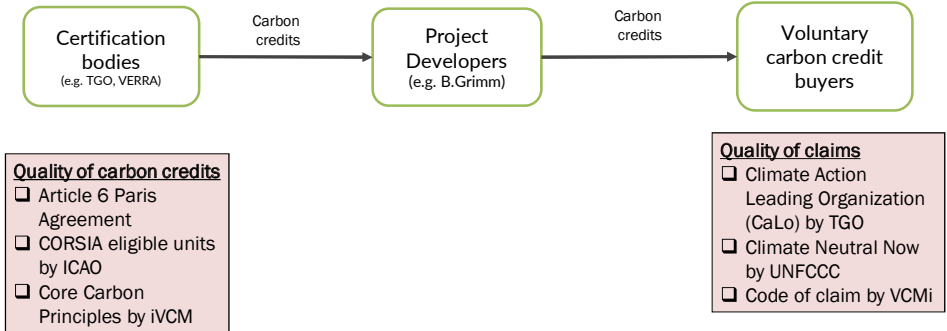 Certification
bodies
(e.g. TGO, VERRA)
Carbon
credits
Project
Developers
(e.g. B.Grimm)
Carbon
credits
Voluntary
carbon credit
buyers
Quality of carbon credits
❑ Article 6 Paris
Agreement
❑ CORSIA eligible units
by ICAO
❑ Core Carbon
Principles by iVCM
Quality of claims
❑ Climate Action
Leading Organization
(CaLo) by TGO
❑ Climate Neutral Now
by UNFCCC
❑ Code of claim by VCMi